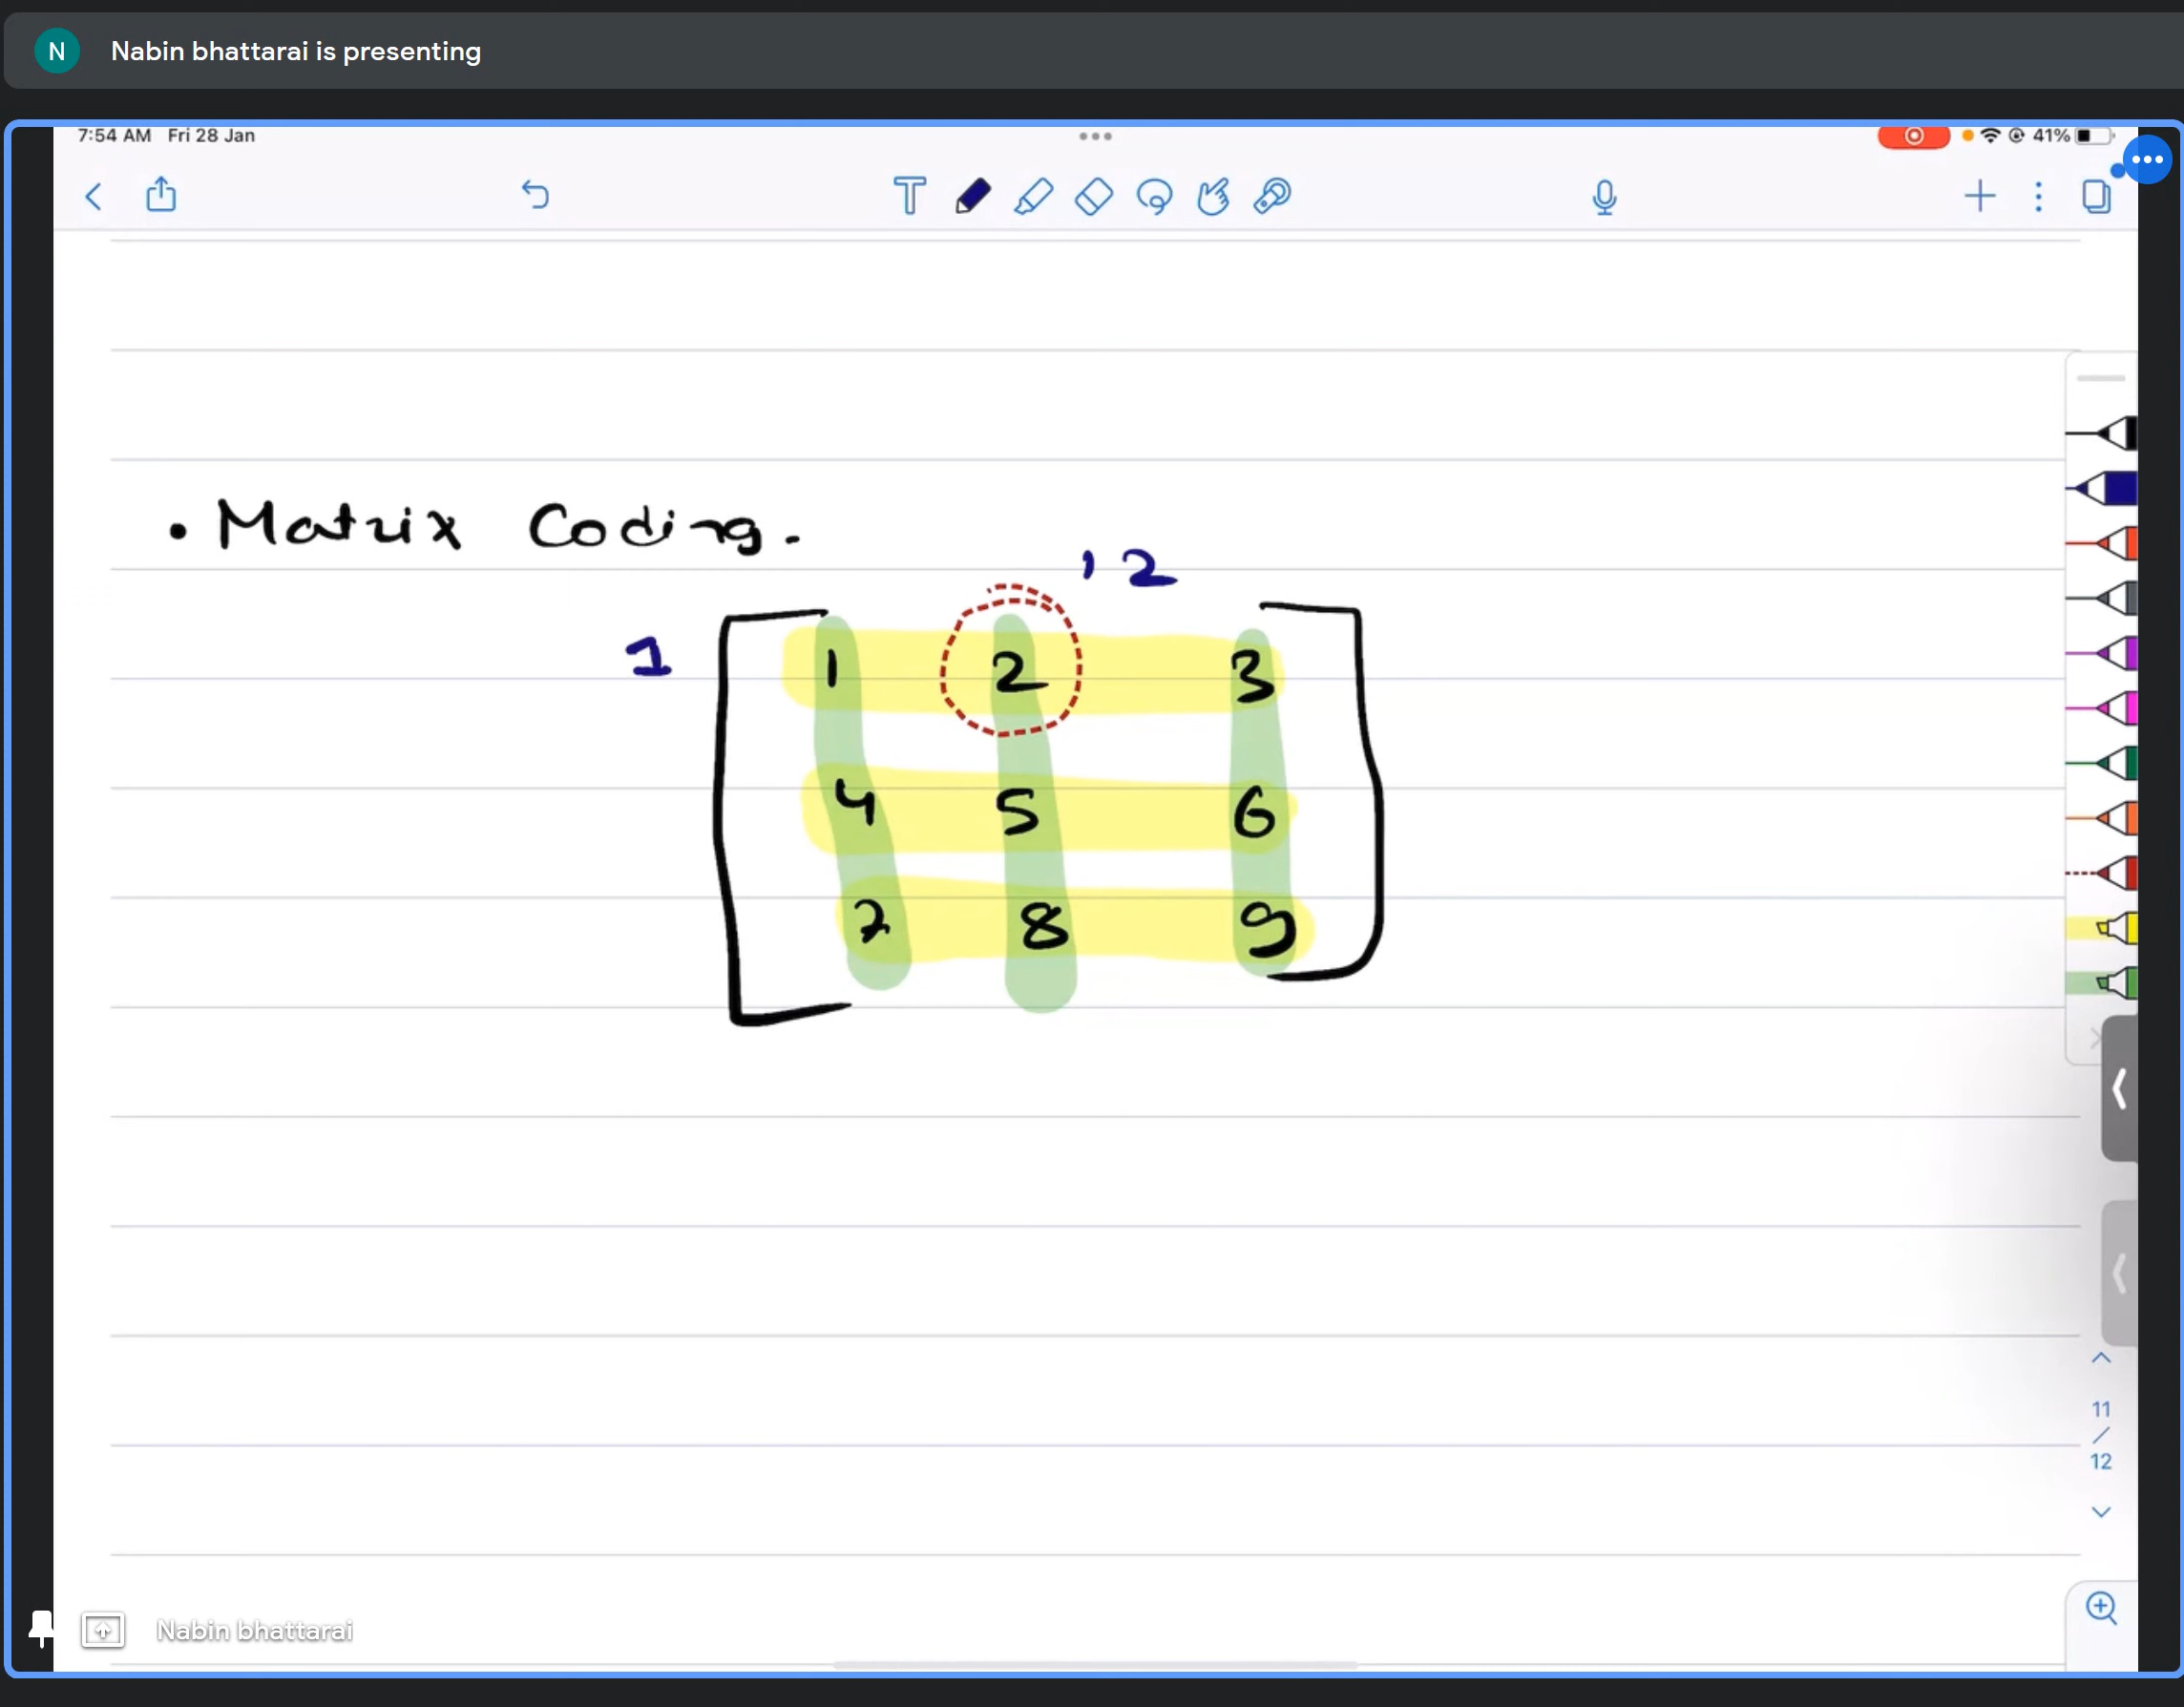 N Nabin bhattarai is presenting
7:54 AM Fri 28 Jan
41%
T
• Matrix Coding.
, 2
1
1 2 3
4 5 6
7 8 9
11
/
12
Nabin bhattarai